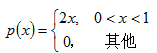 p(x) = { 2x, 0 < x < 1
0, 其他